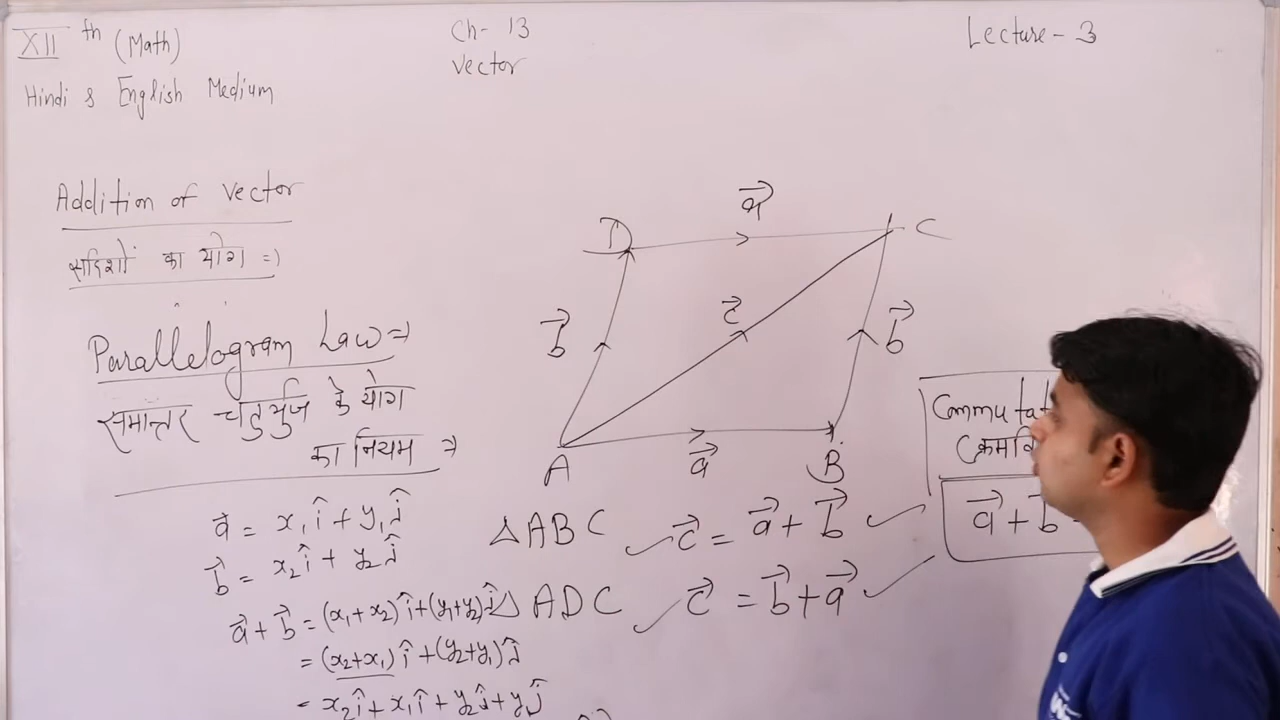 XII th (Math)
Hindi & English Medium
Ch- 13
Vector
Lecture - 3
Addition of vector
सदिशों का योग =)
Parallelogram Law ⇒
समान्तर चतुर्भुज के योग
का नियम ⇒
a⃗ = x₁î + y₁ĵ
b⃗ = x₂î + y₂ĵ
a⃗ + b⃗ = (x₁+x₂)î+(y₁+y₂)ĵ
= (x₂+x₁)î+(y₂+y₁)ĵ
= x₂î+x₁î+y₂ĵ+y₁ĵ
D
a⃗
C
b⃗
c⃗
b⃗
A
a⃗
B
△ABC c⃗ = a⃗ + b⃗
△ADC c⃗ = b⃗ + a⃗
a⃗ + b⃗